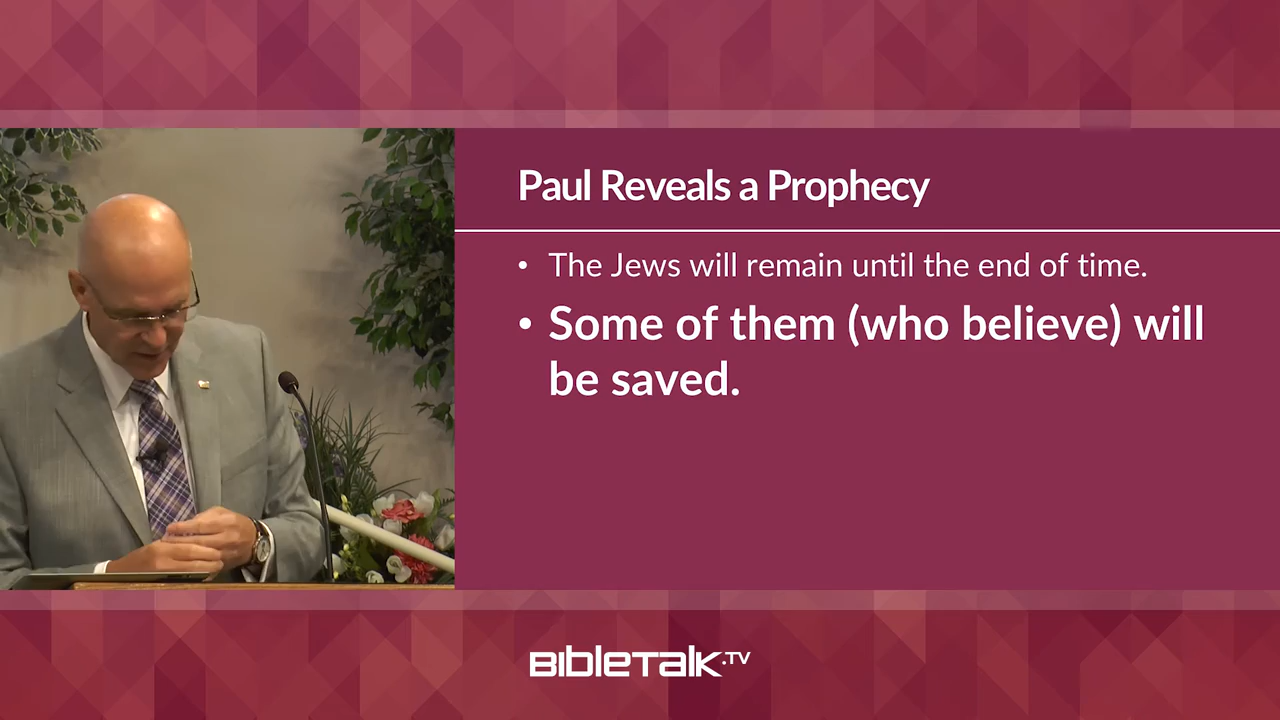 Paul Reveals a Prophecy
• The Jews will remain until the end of time.
• Some of them (who believe) will
be saved.
BIBLETALK.TV